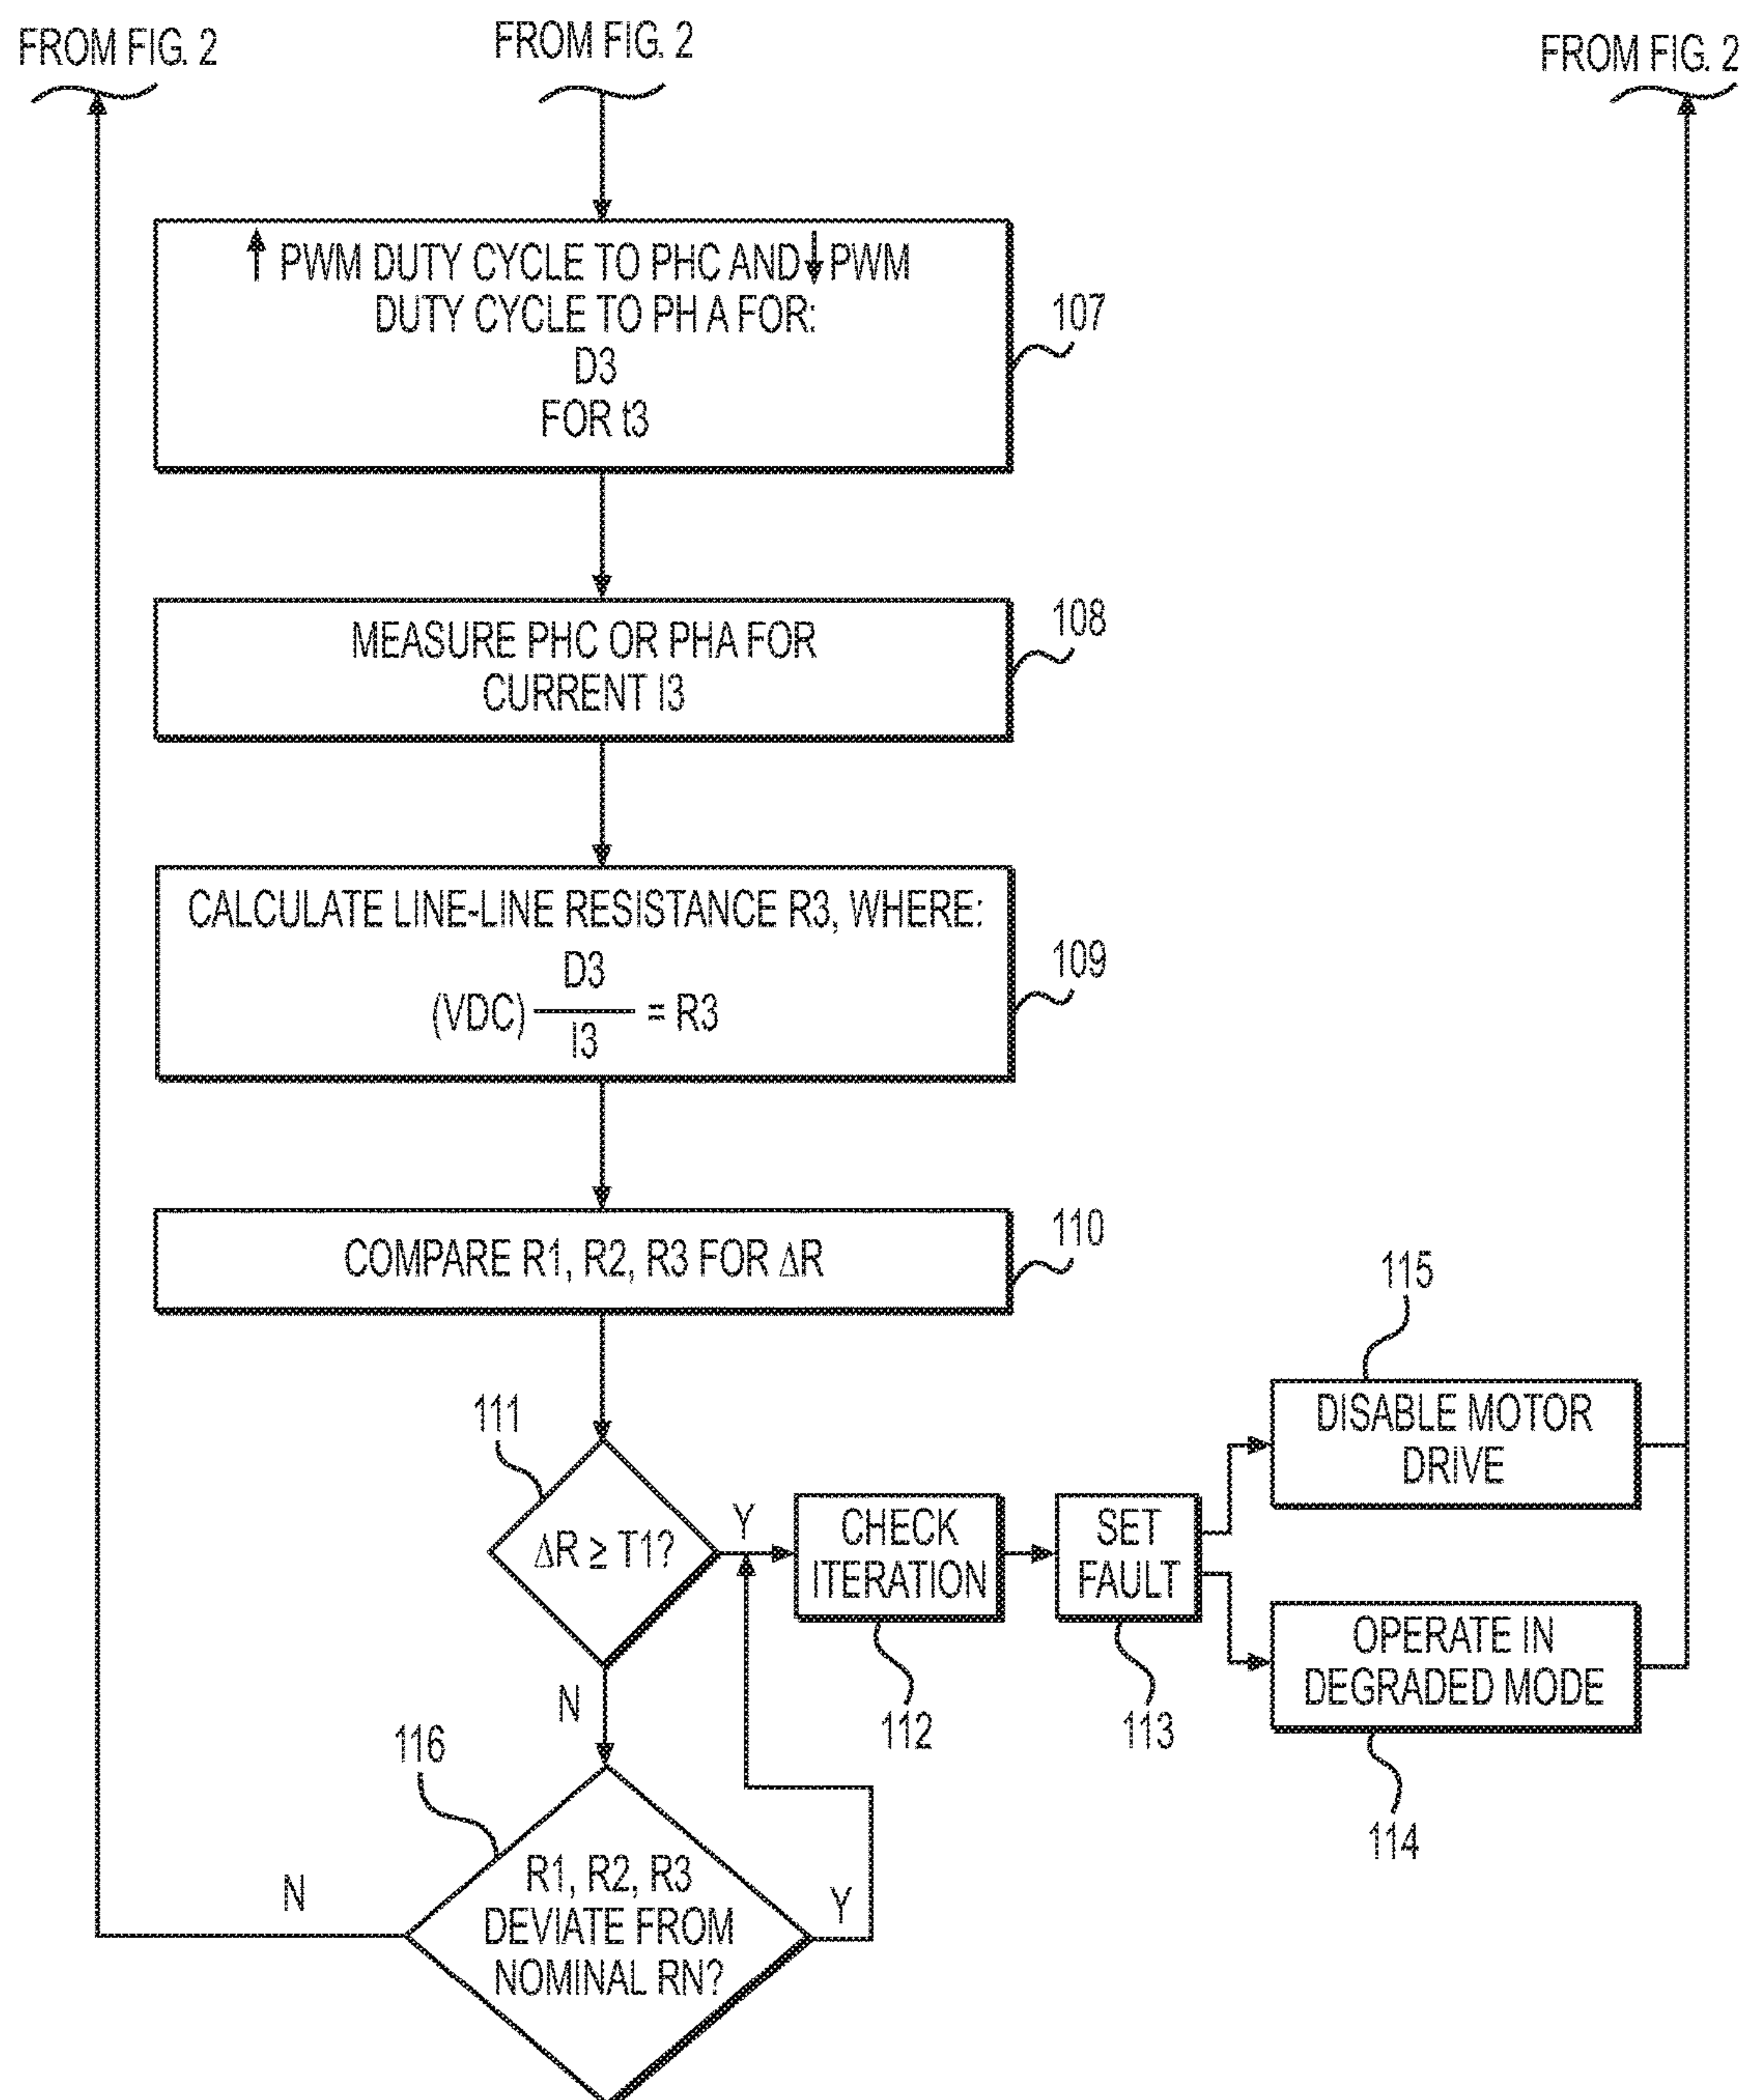 FROM FIG. 2
FROM FIG. 2
FROM FIG. 2
↑ PWM DUTY CYCLE TO PHC AND ↓ PWM
DUTY CYCLE TO PH A FOR:
D3
FOR t3
107
MEASURE PHC OR PHA FOR
CURRENT I3
108
CALCULATE LINE-LINE RESISTANCE R3, WHERE:
(VDC) D3/I3 = R3
109
COMPARE R1, R2, R3 FOR ΔR
110
111
ΔR ≥ T1?
Y
N
CHECK
ITERATION
112
SET
FAULT
113
115
DISABLE MOTOR
DRIVE
OPERATE IN
DEGRADED MODE
114
116
R1, R2, R3
DEVIATE FROM
NOMINAL RN?
N
Y